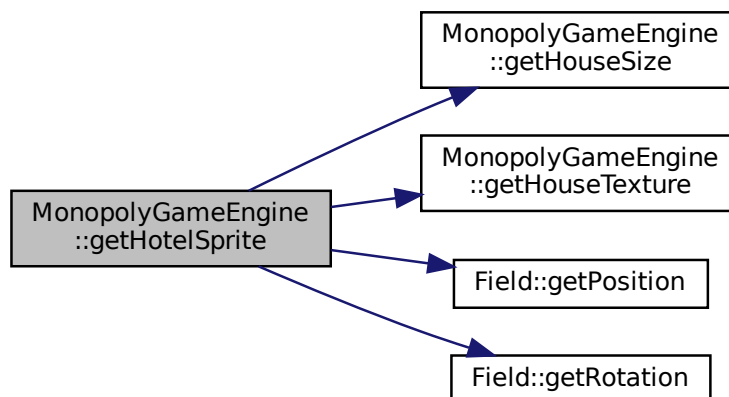 MonopolyGameEngine
::getHouseSize
MonopolyGameEngine
::getHouseTexture
MonopolyGameEngine
::getHotelSprite
Field::getPosition
Field::getRotation